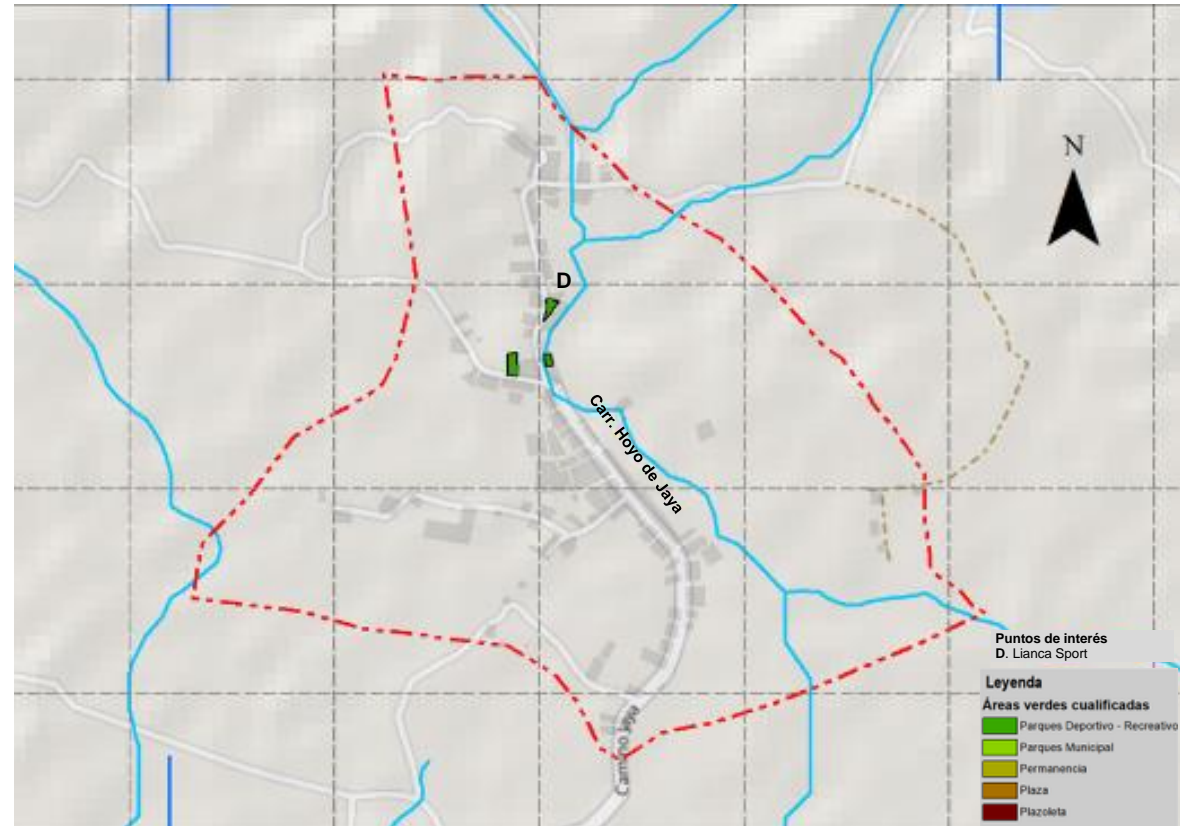 N
D
Carr. Hoyo de Jaya
Camino Jaya
Puntos de interés
D. Lianca Sport
Leyenda
Áreas verdes cualificadas
Parques Deportivo - Recreativo
Parques Municipal
Permanencia
Plaza
Plazoleta